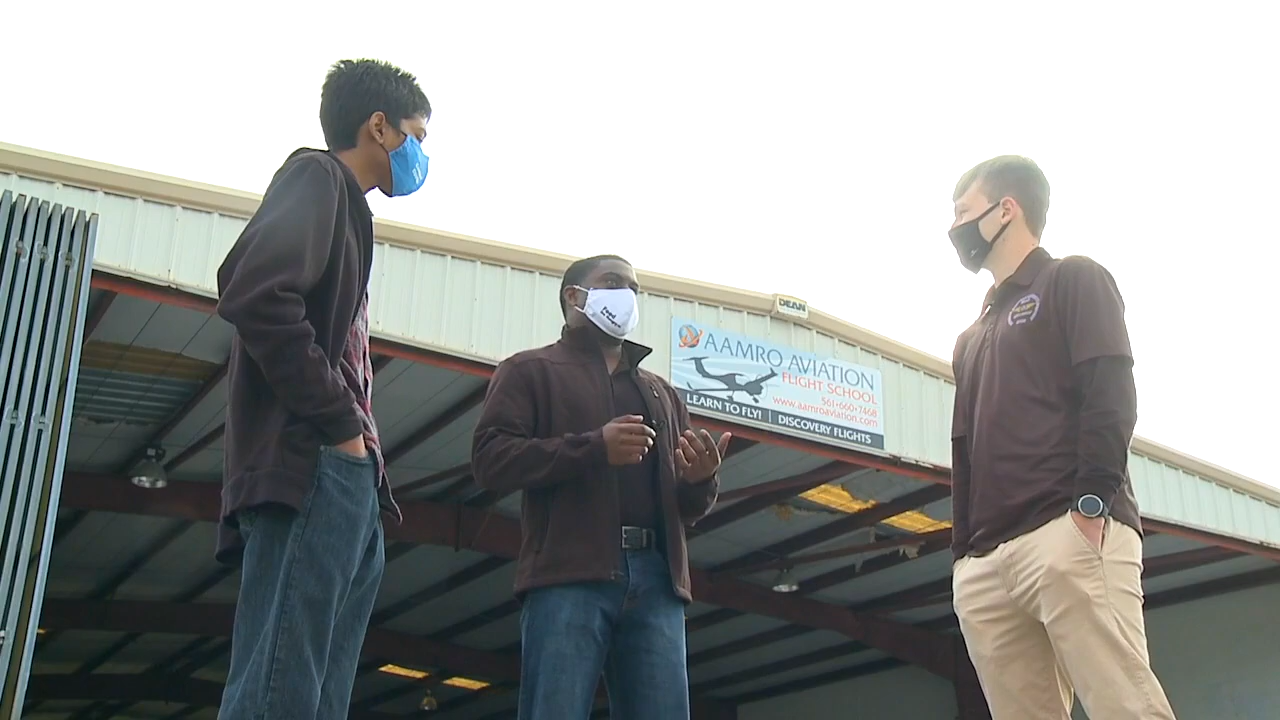 DEAN
AAMRO AVIATION
FLIGHT SCHOOL
561•660•7468
www.aamroaviation.com
LEARN TO FLY! | DISCOVERY FLIGHTS